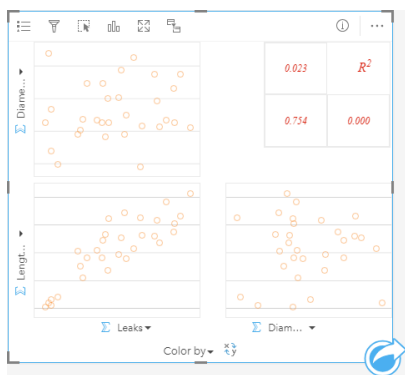 Σ Diame...
0.023 R²
0.754 0.000
Σ Lengt...
Σ Leaks Σ Diam...
Color by